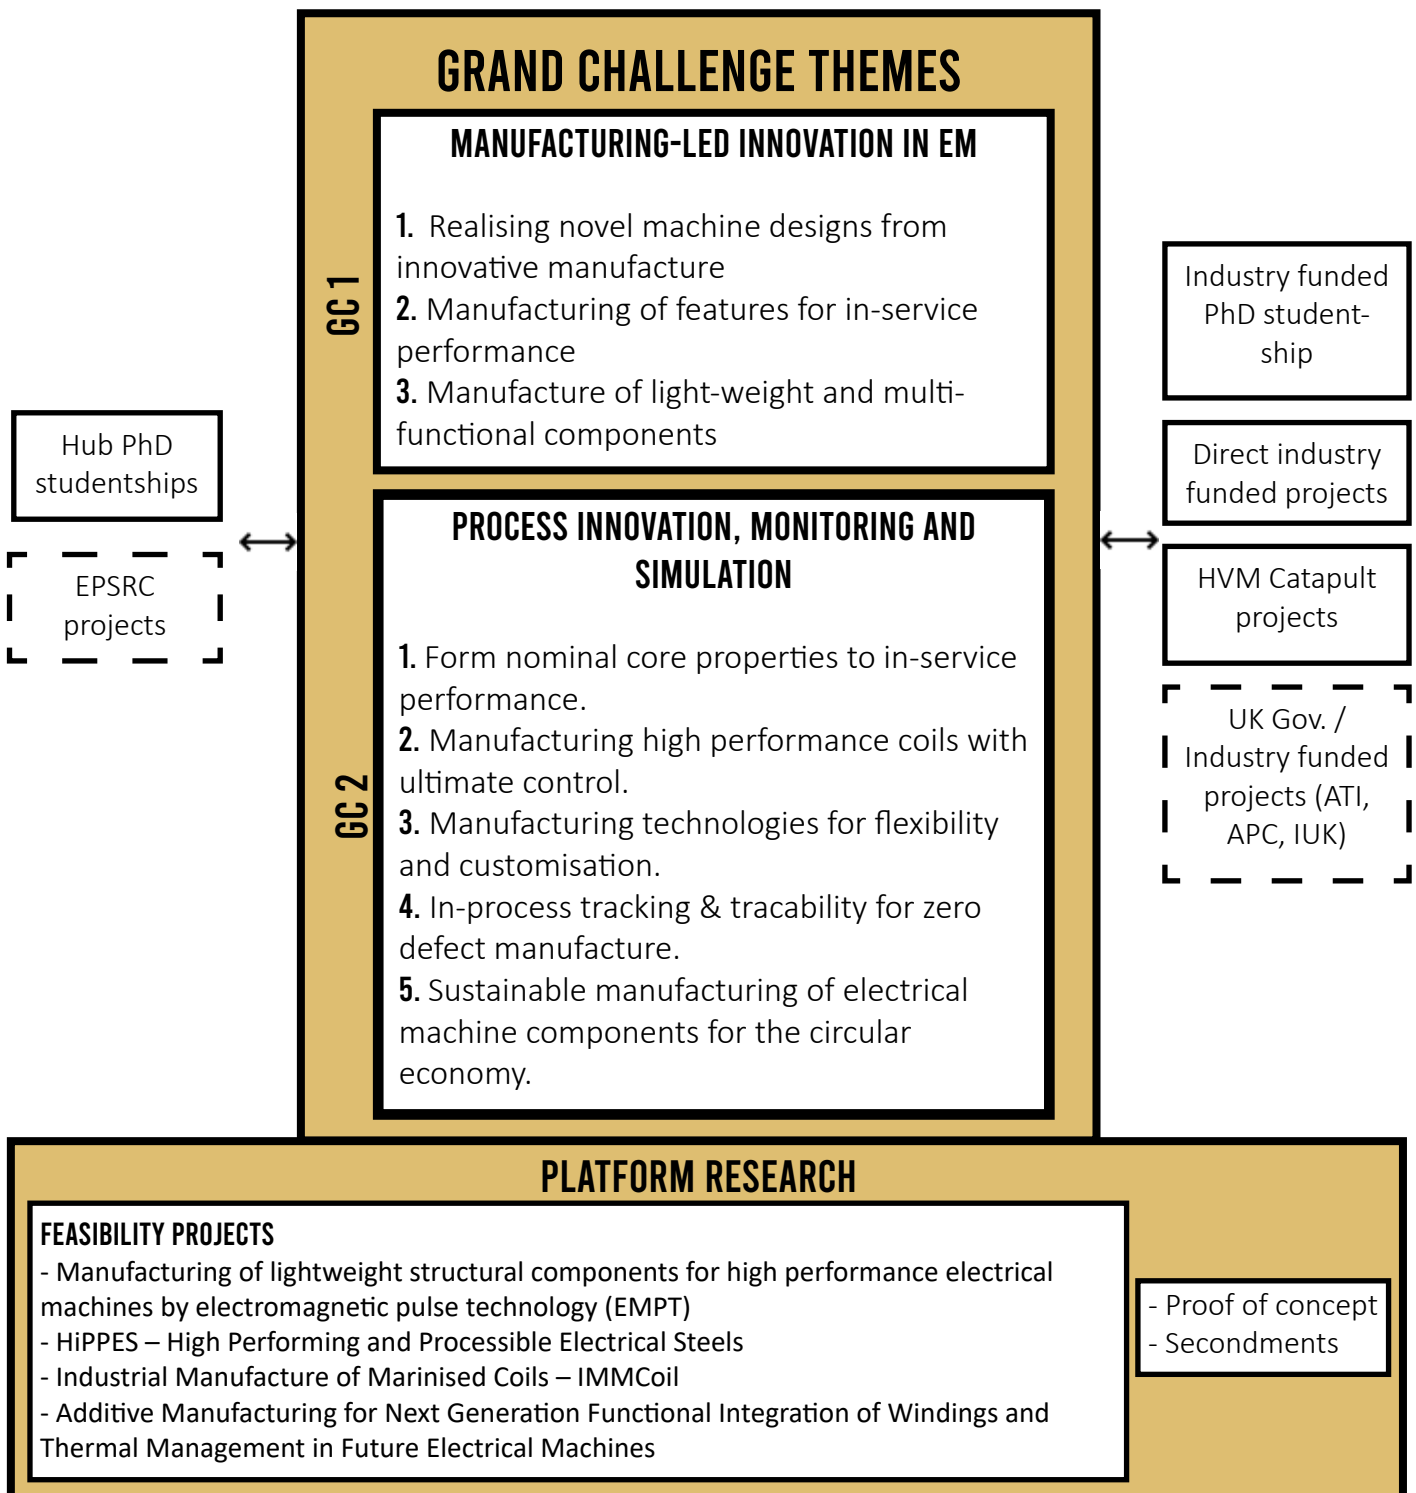 GRAND CHALLENGE THEMES
MANUFACTURING-LED INNOVATION IN EM
GC 1
1. Realising novel machine designs from
innovative manufacture
2. Manufacturing of features for in-service
performance
3. Manufacture of light-weight and multi-
functional components
PROCESS INNOVATION, MONITORING AND
SIMULATION
GC 2
1. Form nominal core properties to in-service
performance.
2. Manufacturing high performance coils with
ultimate control.
3. Manufacturing technologies for flexibility
and customisation.
4. In-process tracking & tracability for zero
defect manufacture.
5. Sustainable manufacturing of electrical
machine components for the circular
economy.
Hub PhD
studentships
EPSRC
projects
Industry funded
PhD student-
ship
Direct industry
funded projects
HVM Catapult
projects
UK Gov. /
Industry funded
projects (ATI,
APC, IUK)
PLATFORM RESEARCH
FEASIBILITY PROJECTS
- Manufacturing of lightweight structural components for high performance electrical
machines by electromagnetic pulse technology (EMPT)
- HiPPES – High Performing and Processible Electrical Steels
- Industrial Manufacture of Marinised Coils – IMMCoil
- Additive Manufacturing for Next Generation Functional Integration of Windings and
Thermal Management in Future Electrical Machines
- Proof of concept
- Secondments